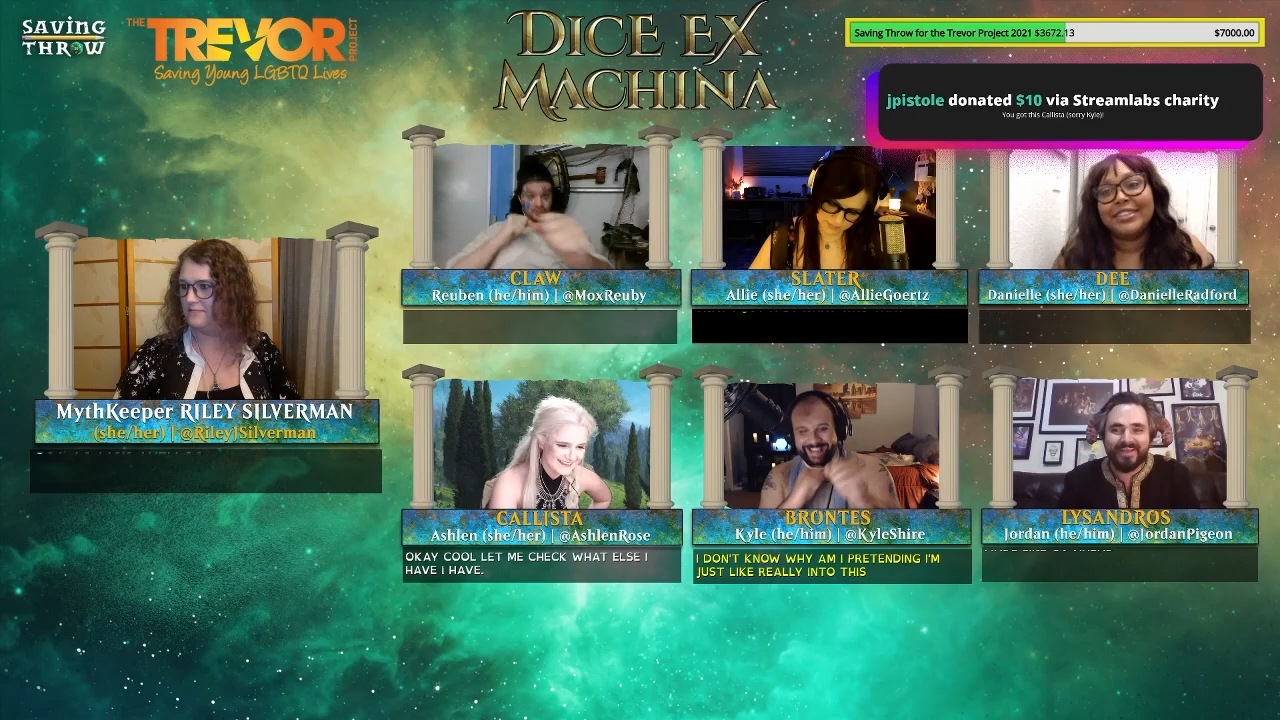 SAVING
THROW
THE
TREVOR
PROJECT
Saving Young LGBTQ Lives
DICE EX
MACHINA
Saving Throw for the Trevor Project 2021 $3672.13
$7000.00
jpistole donated $10 via Streamlabs charity
You got this Callista (sorry Kyle)!
CLAW
Reuben (he/him) | @MoxReuby
SLATER
Allie (she/her) | @AllieGoertz
DEE
Danielle (she/her) | @DanielleRadford
MythKeeper RILEY SILVERMAN
(she/her) | @RileyJSilverman
CALLISTA
Ashlen (she/her) | @AshlenRose
OKAY COOL LET ME CHECK WHAT ELSE I
HAVE I HAVE.
BRONTES
Kyle (he/him) | @KyleShire
I DON'T KNOW WHY AM I PRETENDING I'M
JUST LIKE REALLY INTO THIS
LYSANDROS
Jordan (he/him) | @JordanPigeon